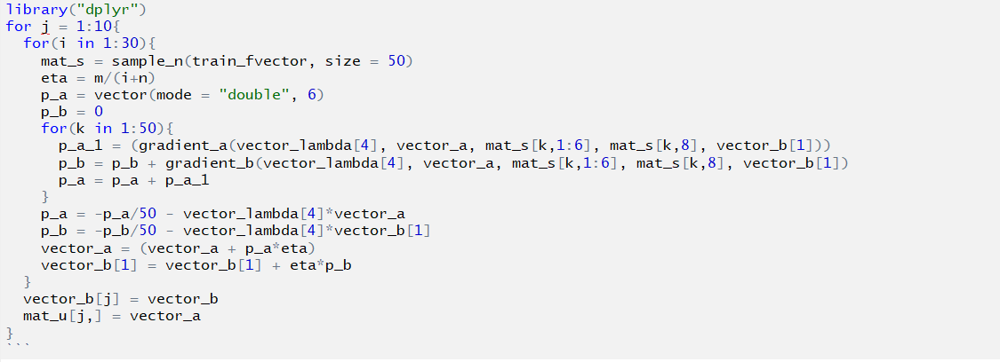 library("dplyr")
for j = 1:10{
  for(i in 1:30){
    mat_s = sample_n(train_fvector, size = 50)
    eta = m/(i+n)
    p_a = vector(mode = "double", 6)
    p_b = 0
    for(k in 1:50){
      p_a_1 = (gradient_a(vector_lambda[4], vector_a, mat_s[k,1:6], mat_s[k,8], vector_b[1]))
      p_b = p_b + gradient_b(vector_lambda[4], vector_a, mat_s[k,1:6], mat_s[k,8], vector_b[1])
      p_a = p_a + p_a_1
    }
    p_a = -p_a/50 - vector_lambda[4]*vector_a
    p_b = -p_b/50 - vector_lambda[4]*vector_b[1]
    vector_a = (vector_a + p_a*eta)
    vector_b[1] = vector_b[1] + eta*p_b
  }
  vector_b[j] = vector_b
  mat_u[j,] = vector_a
}
```